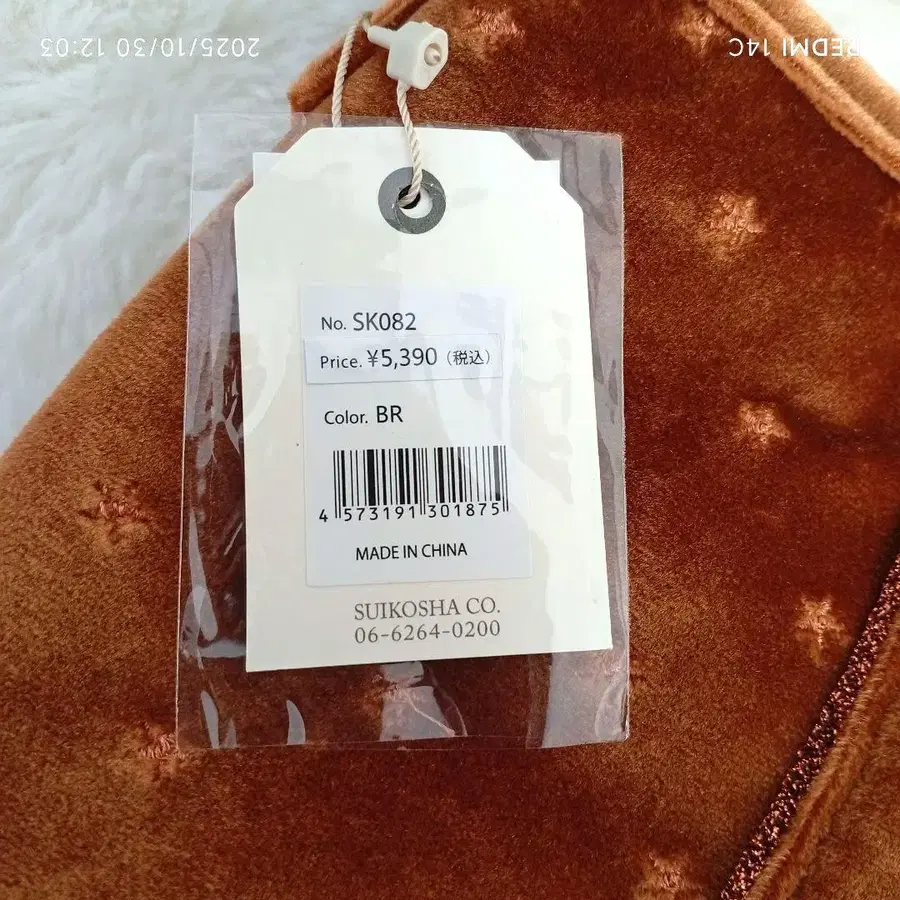 2025/10/30 12:03
REDMI 14C
No. SK082
Price. ¥5,390 (税込)
Color. BR
4 573191 301875
MADE IN CHINA
SUIKOSHA CO.
06-6264-0200